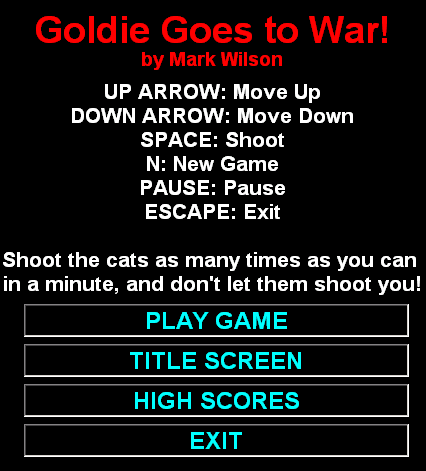 Goldie Goes to War!
by Mark Wilson
UP ARROW: Move Up
DOWN ARROW: Move Down
SPACE: Shoot
N: New Game
PAUSE: Pause
ESCAPE: Exit
Shoot the cats as many times as you can
in a minute, and don't let them shoot you!
PLAY GAME
TITLE SCREEN
HIGH SCORES
EXIT